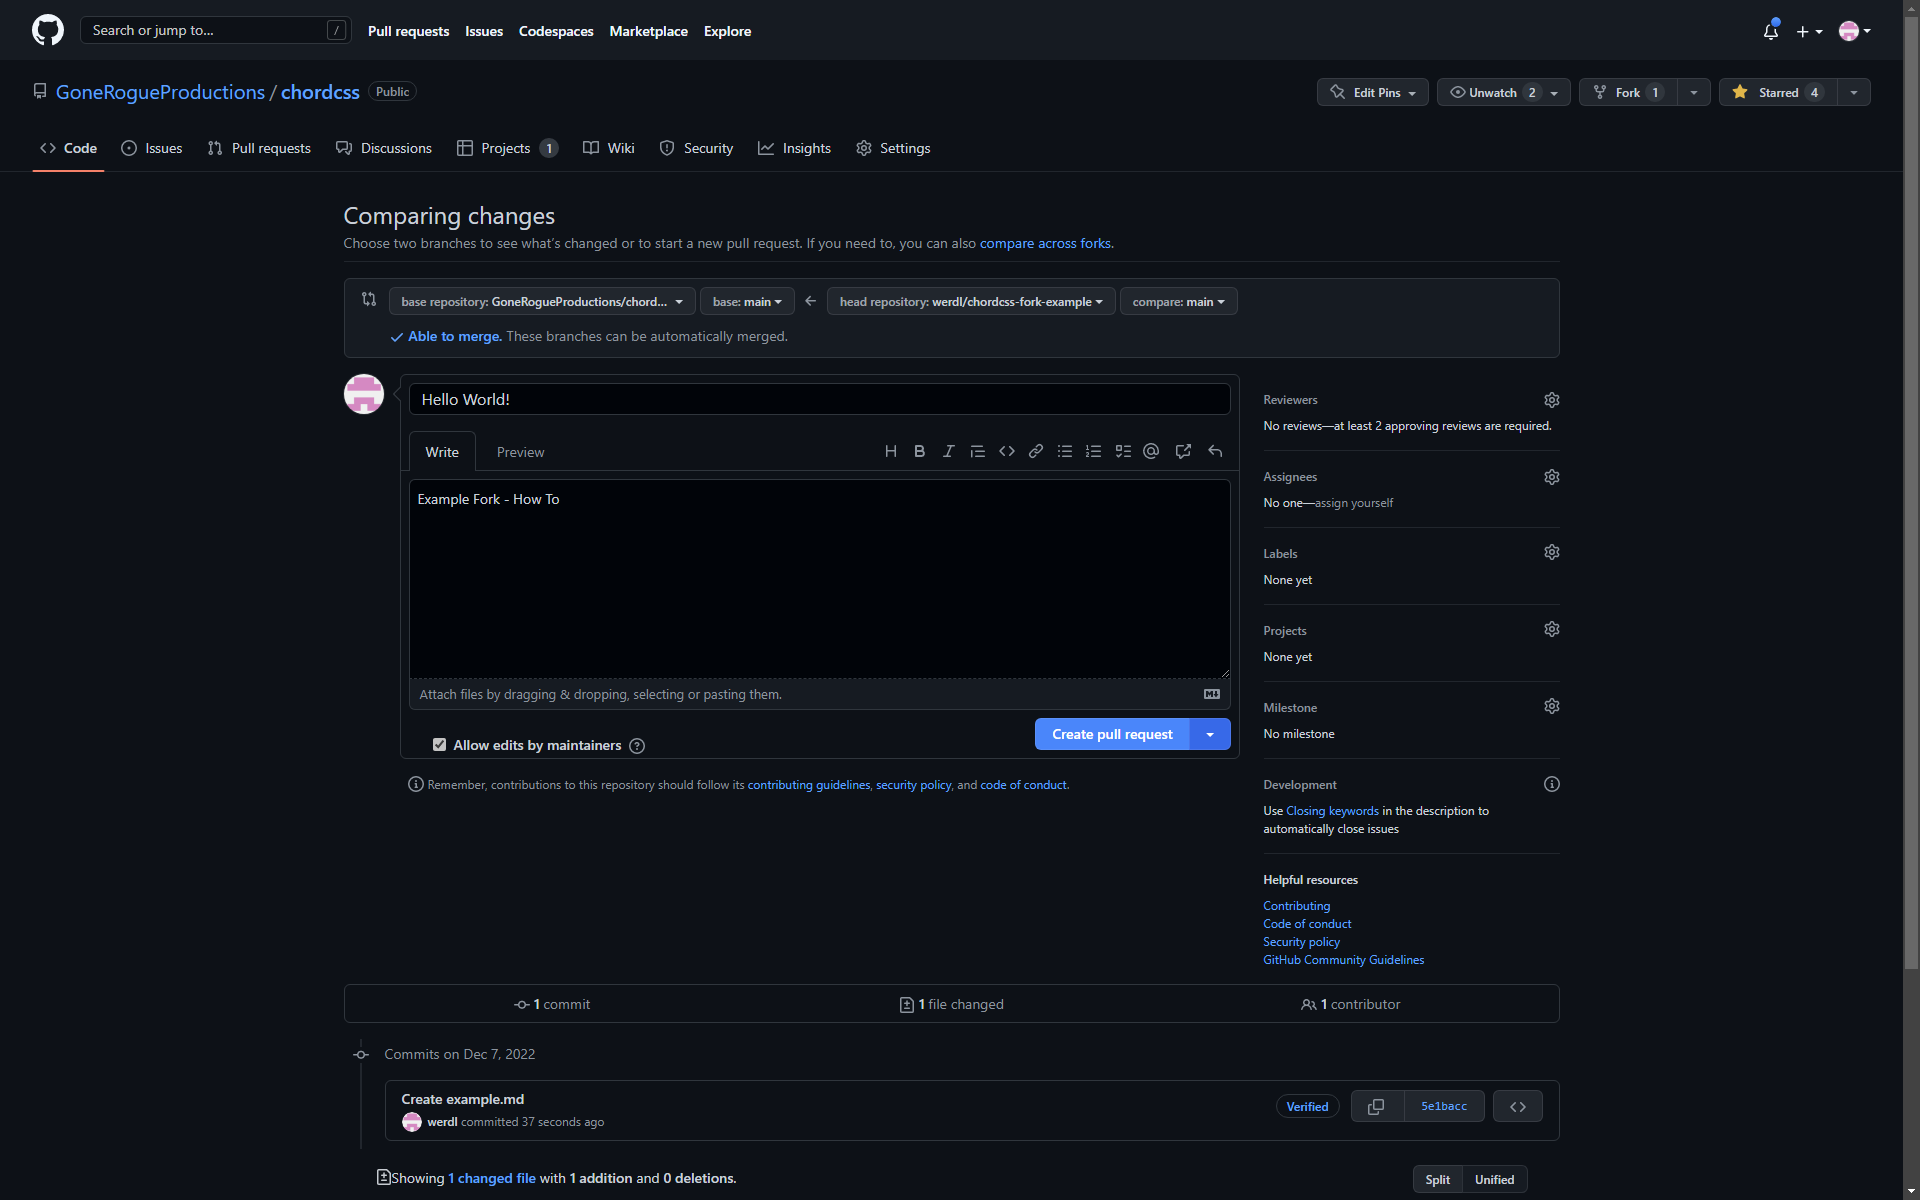 Search or jump to... /
Pull requests Issues Codespaces Marketplace Explore
GoneRogueProductions / chordcss Public
Edit Pins Unwatch 2 Fork 1 Starred 4
Code Issues Pull requests Discussions Projects 1 Wiki Security Insights Settings
Comparing changes
Choose two branches to see what's changed or to start a new pull request. If you need to, you can also compare across forks.
base repository: GoneRogueProductions/chord... base: main head repository: werdl/chordcss-fork-example compare: main
Able to merge. These branches can be automatically merged.
Hello World!
Write Preview
Example Fork - How To
Attach files by dragging & dropping, selecting or pasting them.
Allow edits by maintainers
Create pull request
Remember, contributions to this repository should follow its contributing guidelines, security policy, and code of conduct.
Reviewers
No reviews—at least 2 approving reviews are required.
Assignees
No one—assign yourself
Labels
None yet
Projects
None yet
Milestone
No milestone
Development
Use Closing keywords in the description to
automatically close issues
Helpful resources
Contributing
Code of conduct
Security policy
GitHub Community Guidelines
1 commit 1 file changed 1 contributor
Commits on Dec 7, 2022
Create example.md
werdl committed 37 seconds ago
Verified 5e1bacc
Showing 1 changed file with 1 addition and 0 deletions.
Split Unified